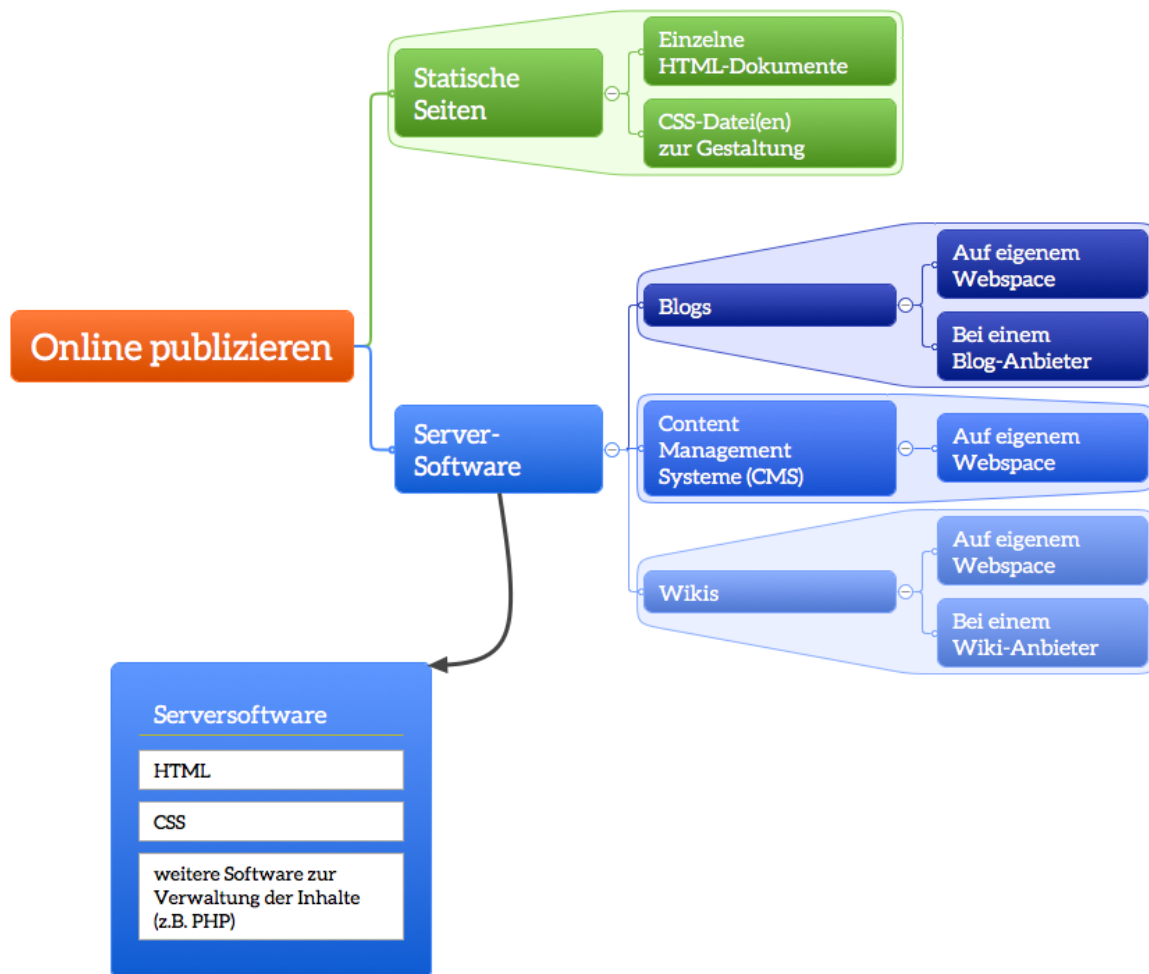 Online publizieren
Statische
Seiten
Einzelne
HTML-Dokumente
CSS-Datei(en)
zur Gestaltung
Server-
Software
Blogs
Auf eigenem
Webspace
Bei einem
Blog-Anbieter
Content
Management
Systeme (CMS)
Auf eigenem
Webspace
Wikis
Auf eigenem
Webspace
Bei einem
Wiki-Anbieter
Serversoftware
HTML
CSS
weitere Software zur
Verwaltung der Inhalte
(z.B. PHP)